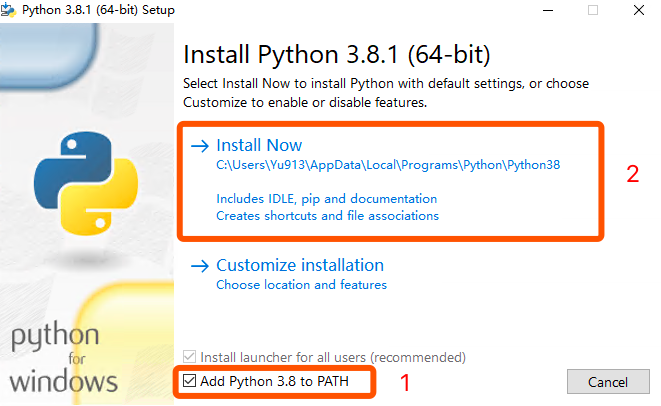 Python 3.8.1 (64-bit) Setup
Install Python 3.8.1 (64-bit)
Select Install Now to install Python with default settings, or choose
Customize to enable or disable features.
Install Now
C:\Users\Yu913\AppData\Local\Programs\Python\Python38
Includes IDLE, pip and documentation
Creates shortcuts and file associations
2
Customize installation
Choose location and features
python
for
windows
Install launcher for all users (recommended)
Add Python 3.8 to PATH
1
Cancel